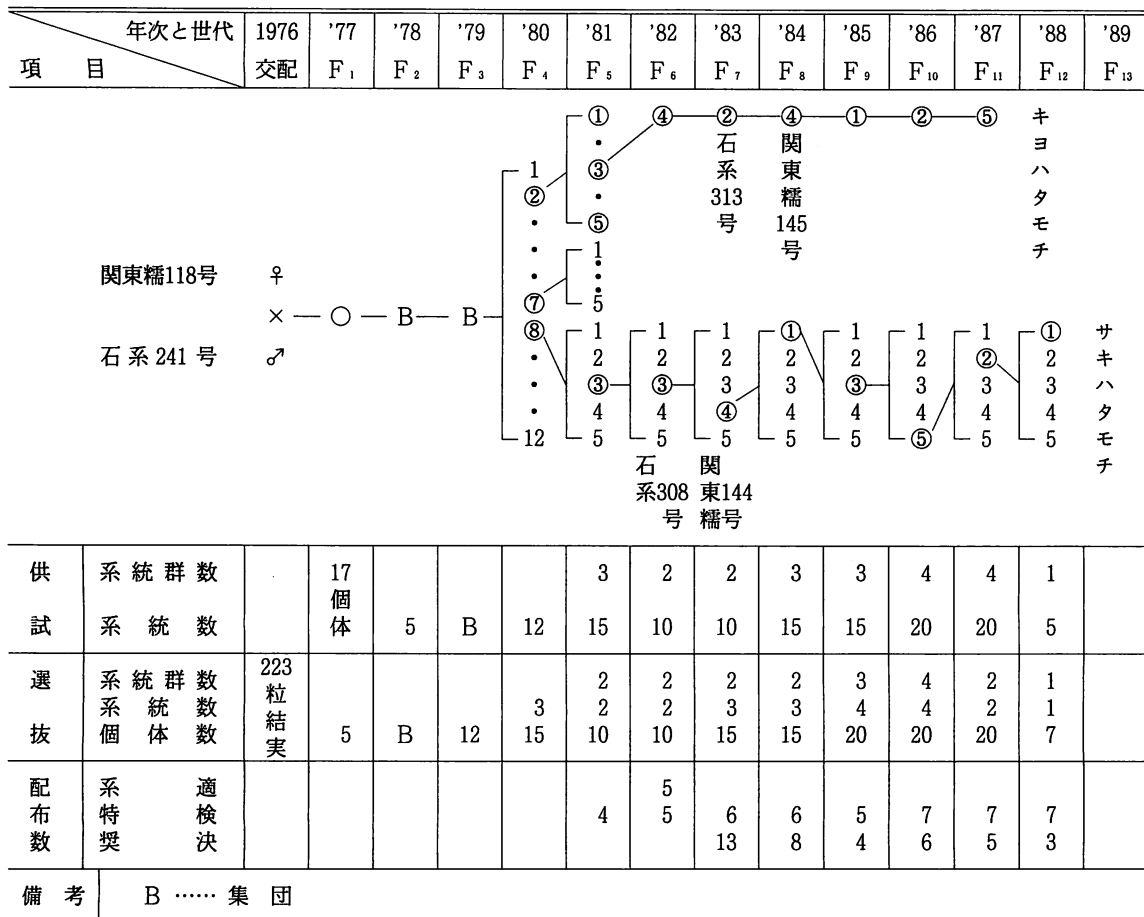 年次と世代 1976 '77 '78 '79 '80 '81 '82 '83 '84 '85 '86 '87 '88 '89
項目 交配 F₁ F₂ F₃ F₄ F₅ F₆ F₇ F₈ F₉ F₁₀ F₁₁ F₁₂ F₁₃
① ④ ② ④ ① ② ⑤ キヨハタモチ
・ 石系313号 関東糯145号
1 ③
② ・
・ ⑤
・ 1
・ ・
関東糯118号 ♀ ・ ・
⑦ 5
× ○ B B
⑧ 1 1 1 ① 1 1 1 ① サキハタモチ
石系241号 ♂ ・ 2 2 2 2 2 2 ② 2
・ ③ ③ 3 3 ③ 3 3 3
・ 4 4 ④ 4 4 4 4 4
12 5 5 5 5 5 ⑤ 5 5
石系308号 関東糯144号
供試 系統群数 17個体 3 2 2 3 3 4 4 1
系統数 5 B 12 15 10 10 15 15 20 20 5
選抜 系統群数 223粒結実 2 2 2 2 3 4 2 1
系統数 3 2 2 3 3 4 4 2 1
個体数 5 B 12 15 10 10 15 15 20 20 20 7
配布数 系適 5
特検 4 5 6 6 5 7 7 7
奨決 13 8 4 6 5 3
備考 B …… 集団